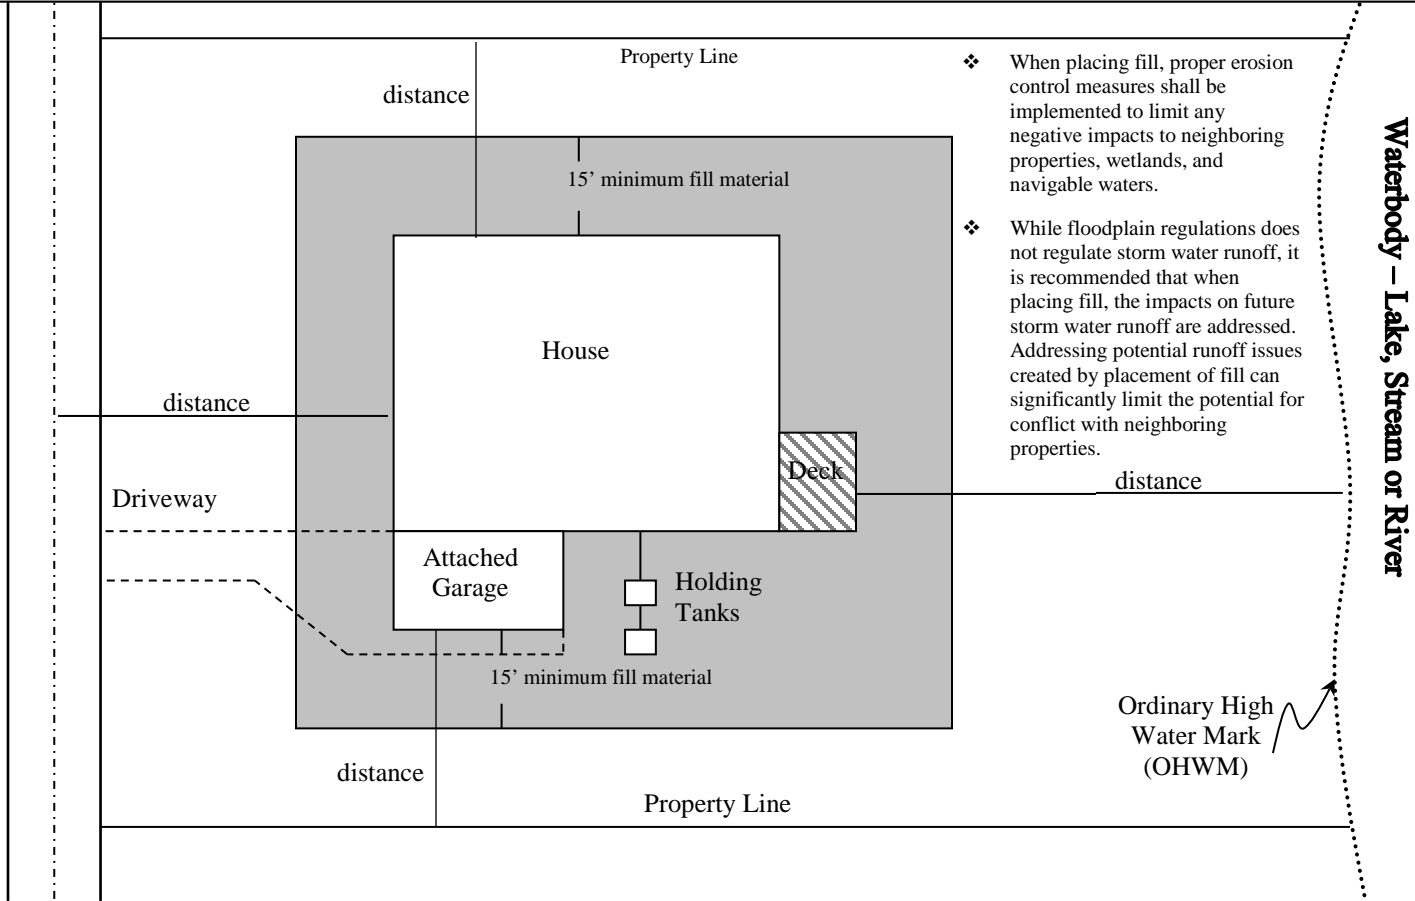 Property Line
distance
❖ When placing fill, proper erosion
control measures shall be
implemented to limit any
negative impacts to neighboring
properties, wetlands, and
navigable waters.
15’ minimum fill material
❖ While floodplain regulations does
not regulate storm water runoff, it
is recommended that when
placing fill, the impacts on future
storm water runoff are addressed.
Addressing potential runoff issues
created by placement of fill can
significantly limit the potential for
conflict with neighboring
properties.
Waterbody – Lake, Stream or River
House
distance
Deck
distance
Driveway
Attached
Garage
Holding
Tanks
15’ minimum fill material
Ordinary High
Water Mark
(OHWM)
distance
Property Line